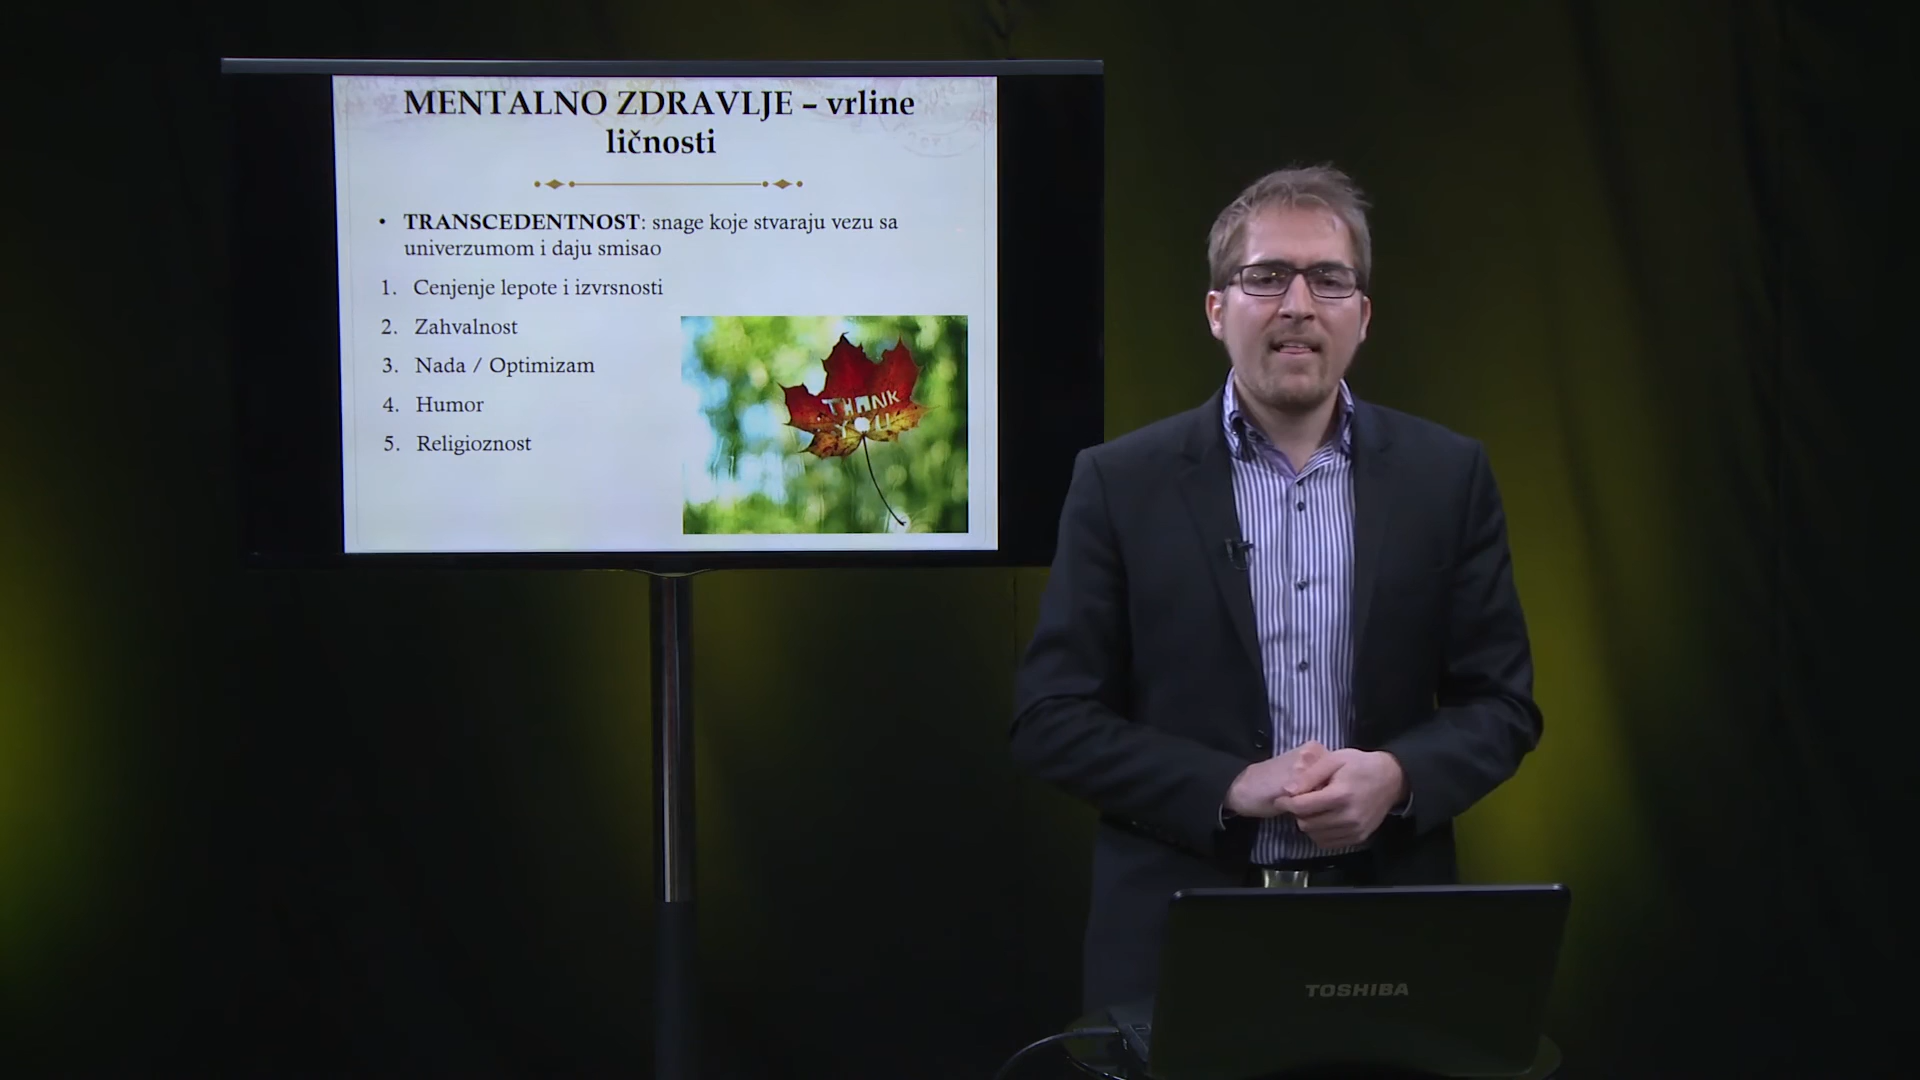 MENTALNO ZDRAVLJE – vrline
ličnosti
• TRANSCEDENTNOST: snage koje stvaraju vezu sa
univerzumom i daju smisao
1. Cenjenje lepote i izvrsnosti
2. Zahvalnost
3. Nada / Optimizam
4. Humor
5. Religioznost
THANK
YOU
TOSHIBA